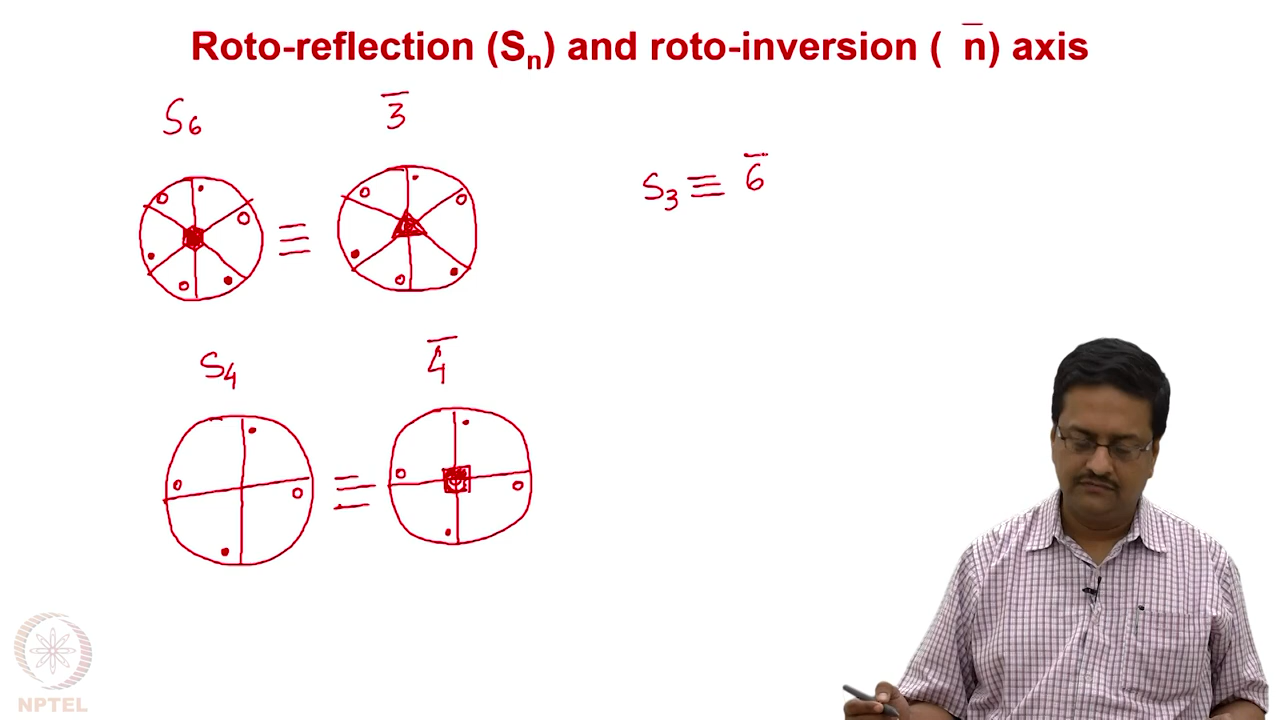 Roto-reflection (Sₙ) and roto-inversion ( n̅) axis
S₆ 3̅
≡
S₃ ≡ 6̅
S₄ 4̅
≡
NPTEL